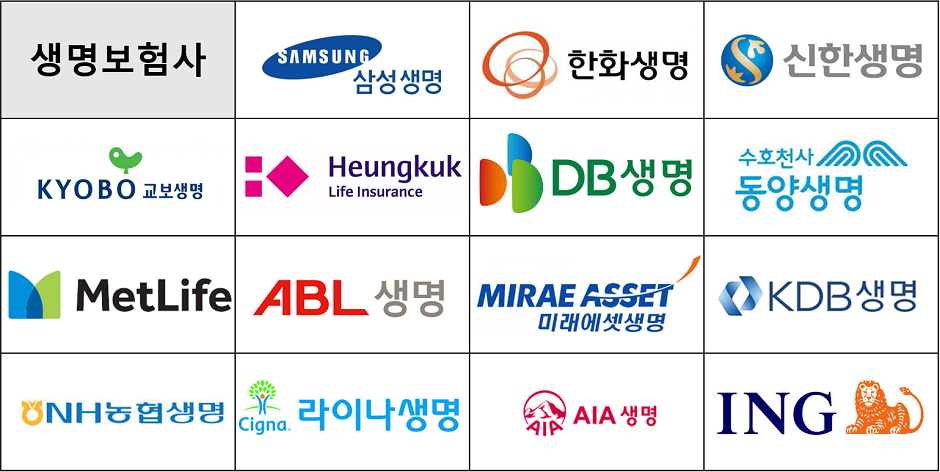 생명보험사
SAMSUNG
삼성생명
한화생명
신한생명
KYOBO 교보생명
Heungkuk
Life Insurance
DB생명
수호천사
동양생명
MetLife
ABL 생명
MIRAE ASSET
미래에셋생명
KDB생명
NH농협생명
Cigna® 라이나생명
AIA
AIA 생명
ING